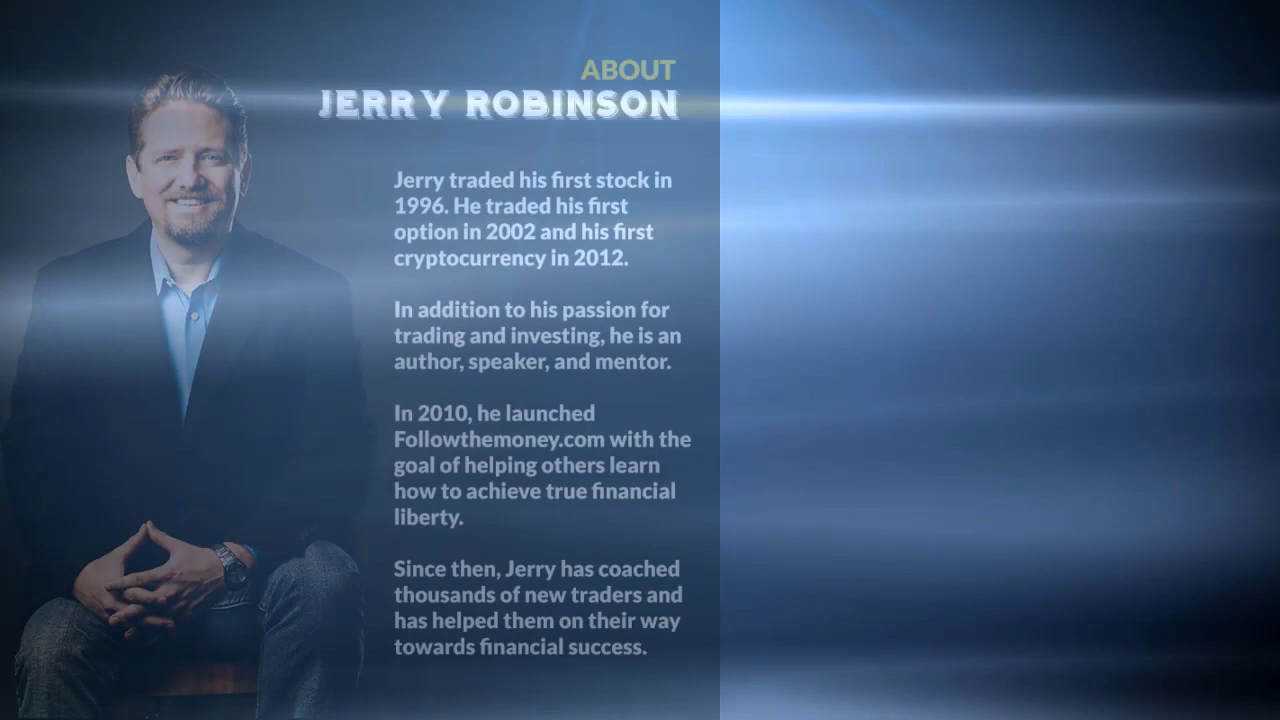 ABOUT
JERRY ROBINSON
Jerry traded his first stock in
1996. He traded his first
option in 2002 and his first
cryptocurrency in 2012.
In addition to his passion for
trading and investing, he is an
author, speaker, and mentor.
In 2010, he launched
Followthemoney.com with the
goal of helping others learn
how to achieve true financial
liberty.
Since then, Jerry has coached
thousands of new traders and
has helped them on their way
towards financial success.